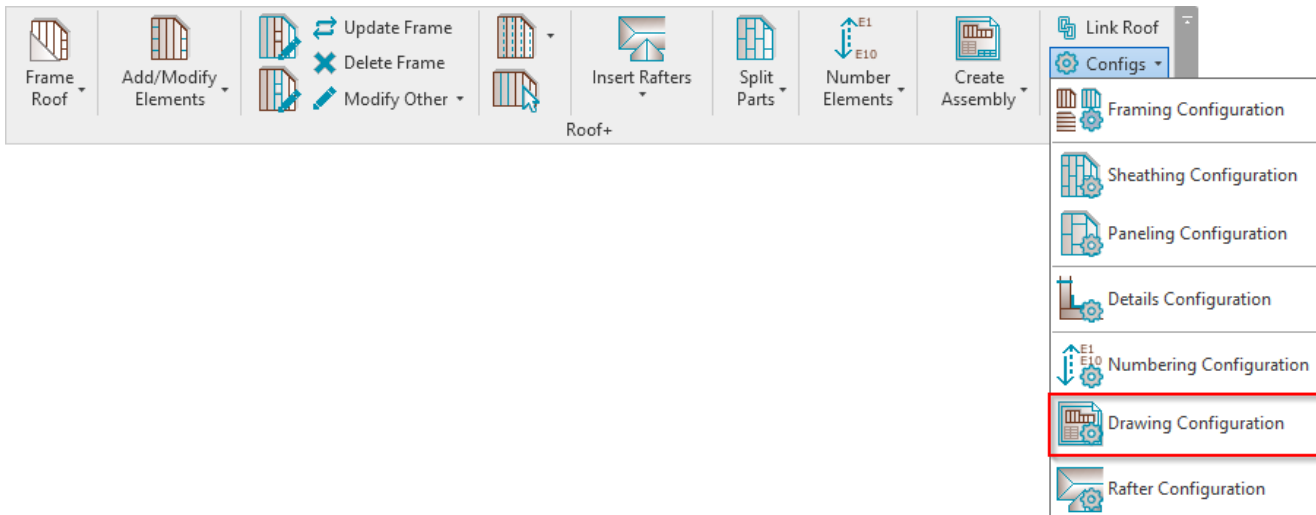 Frame
Roof
Add/Modify
Elements
Update Frame
Delete Frame
Modify Other
Insert Rafters
Split
Parts
E1
E10
Number
Elements
Create
Assembly
Link Roof
Configs
Roof+
Framing Configuration
Sheathing Configuration
Paneling Configuration
Details Configuration
E1
E10
Numbering Configuration
Drawing Configuration
Rafter Configuration